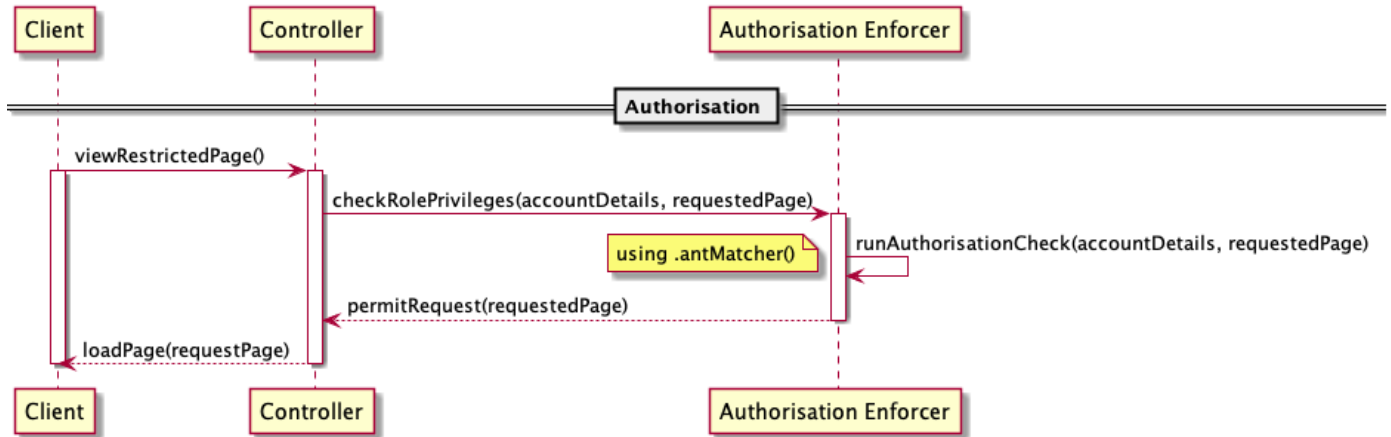 Client
Controller
Authorisation Enforcer
Authorisation
viewRestrictedPage()
checkRolePrivileges(accountDetails, requestedPage)
using .antMatcher()
runAuthorisationCheck(accountDetails, requestedPage)
permitRequest(requestedPage)
loadPage(requestPage)
Client
Controller
Authorisation Enforcer